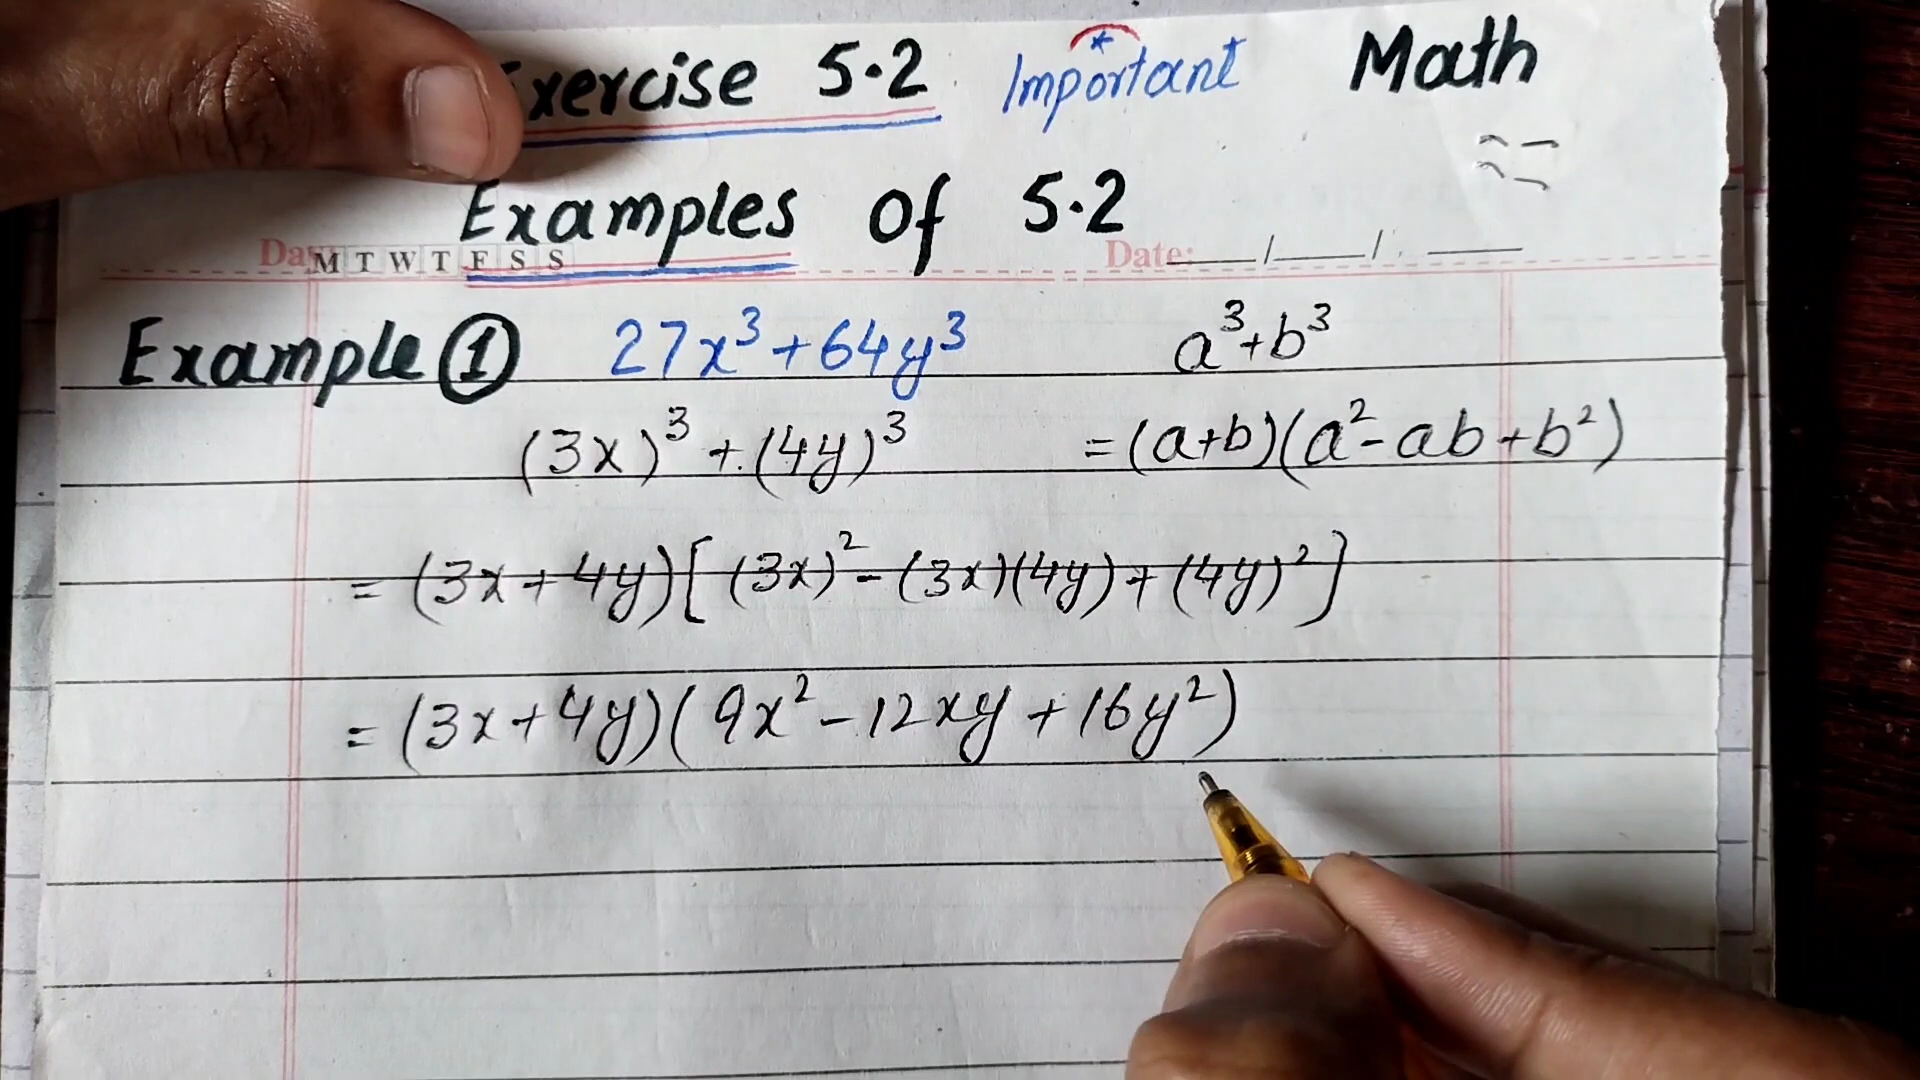 Exercise 5.2 Important Math
Examples of 5.2
M T W T F S S Date: / /
Example ① 27x³+64y³ a³+b³
(3x)³+(4y)³ =(a+b)(a²-ab+b²)
=(3x+4y)[(3x)²-(3x)(4y)+(4y)²]
=(3x+4y)(9x²-12xy+16y²)